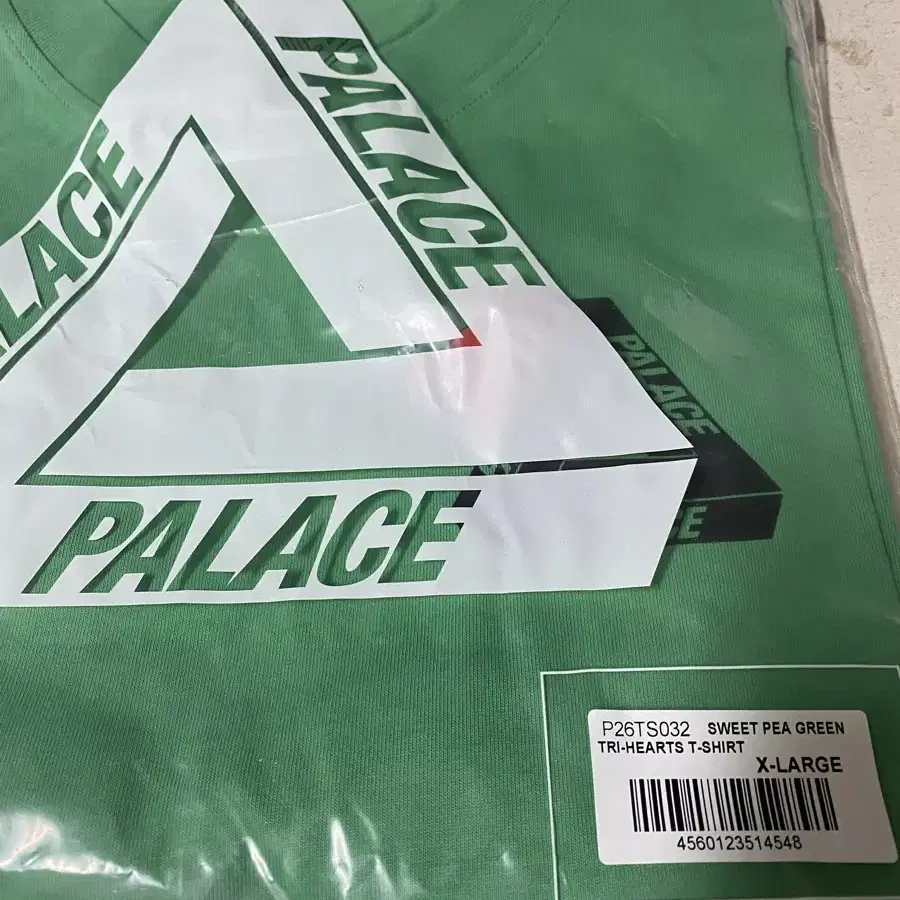 PALACE
PALACE
PALACE
PALACE
P26TS032 SWEET PEA GREEN
TRI-HEARTS T-SHIRT
X-LARGE
4560123514548